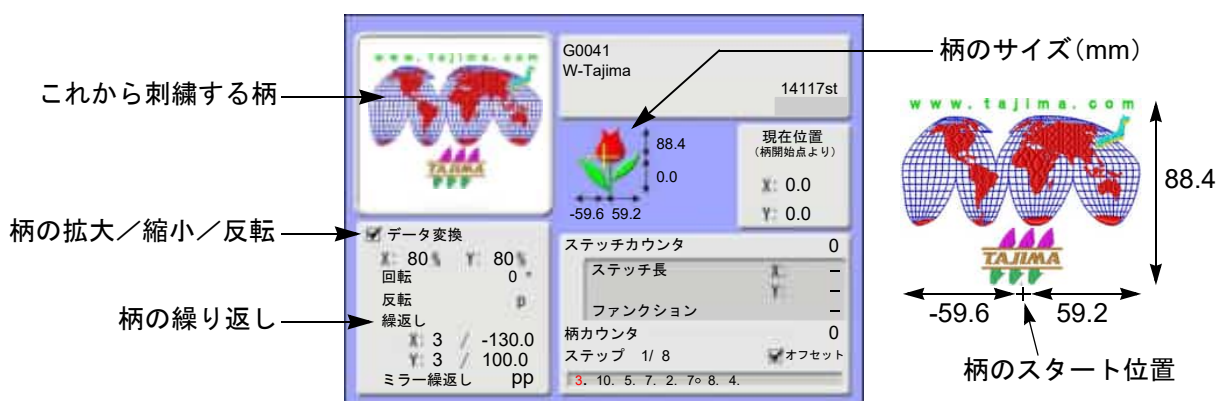 これから刺繍する柄
柄の拡大／縮小／反転
柄の繰り返し
www.tajima.com
TAJIMA
データ変換
X: 80% Y: 80%
回転 0°
反転 p
繰返し
X: 3 / -130.0
Y: 3 / 100.0
ミラー繰返し pp
G0041
W-Tajima
14117st
88.4
0.0
-59.6 59.2
現在位置
（柄開始点より）
X: 0.0
Y: 0.0
ステッチカウンタ 0
ステッチ長 X: –
Y: –
ファンクション –
柄カウンタ 0
ステップ 1/ 8 オフセット
3. 10. 5. 7. 2. 7○ 8. 4.
柄のサイズ（mm）
www.tajima.com
TAJIMA
88.4
-59.6 59.2
柄のスタート位置